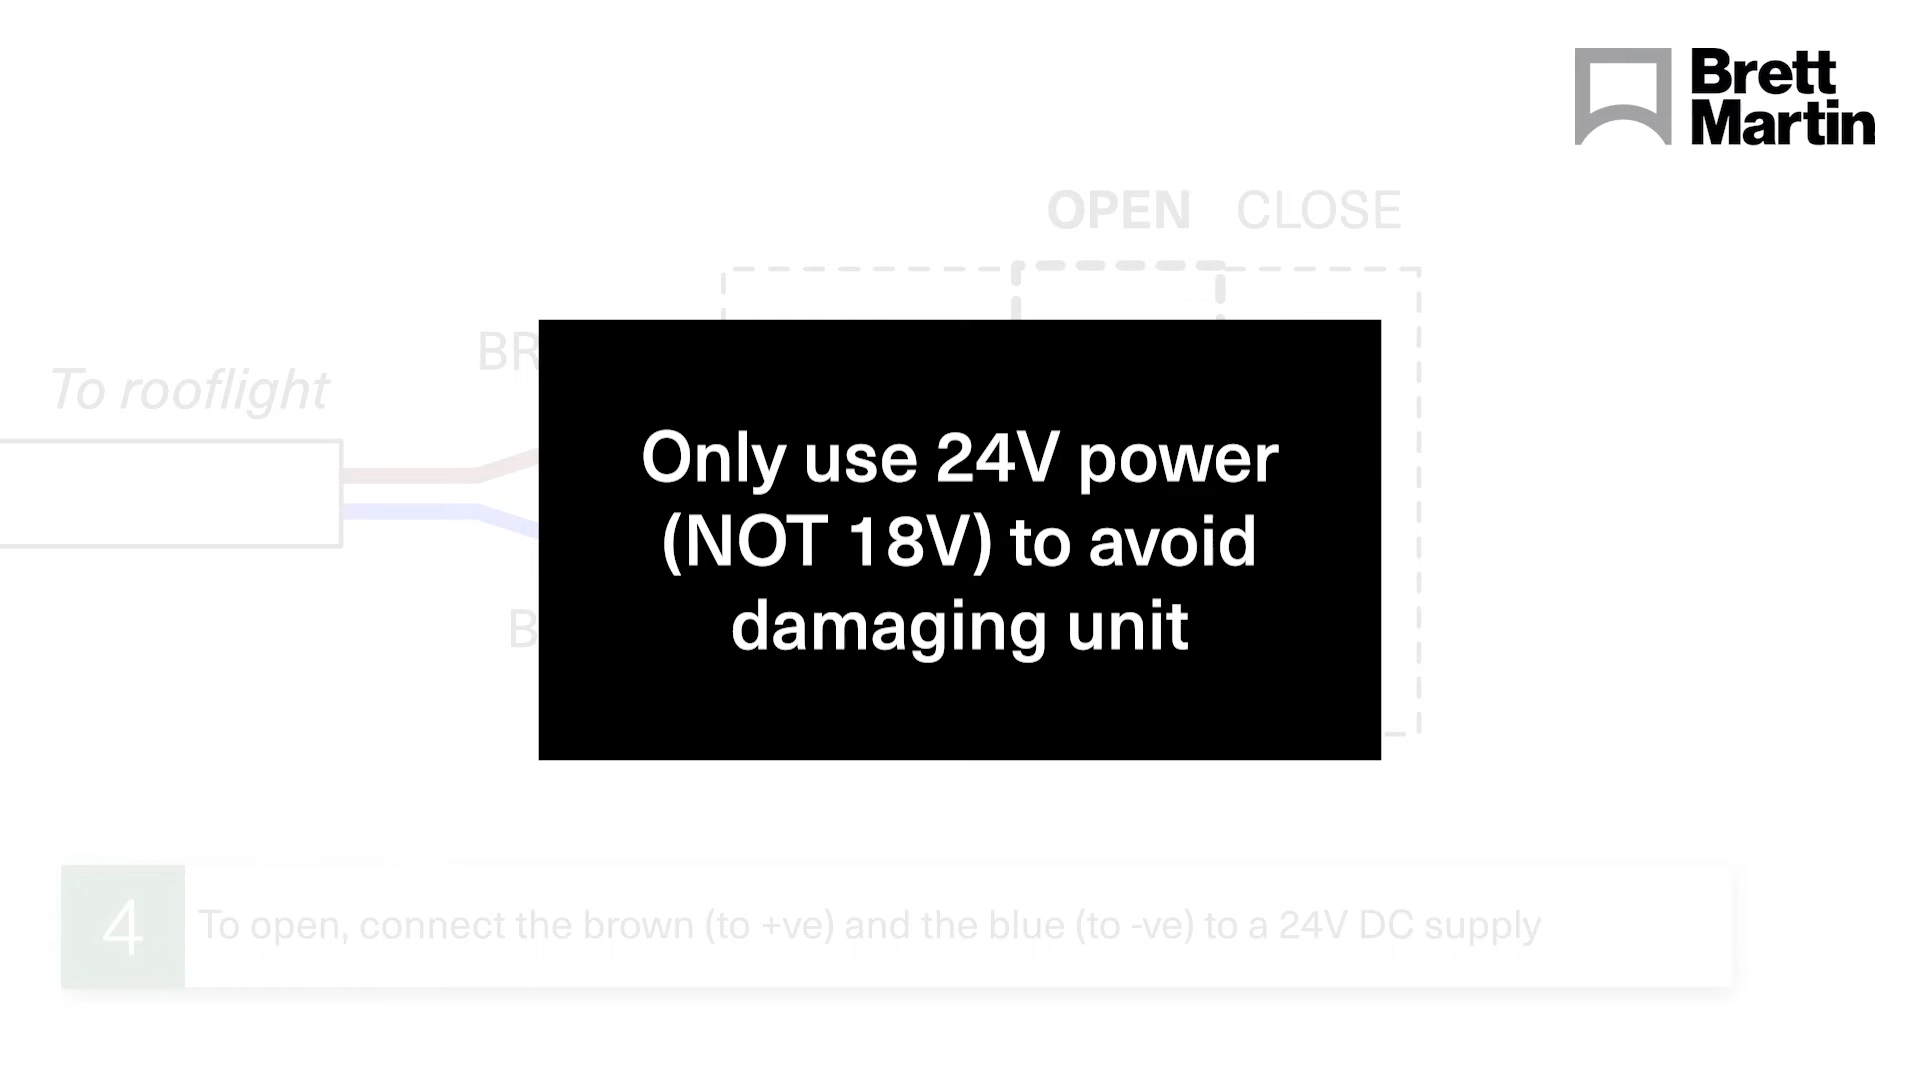 Brett
Martin
OPEN CLOSE
To rooflight
Only use 24V power
(NOT 18V) to avoid
damaging unit
4 To open, connect the brown (to +ve) and the blue (to -ve) to a 24V DC supply